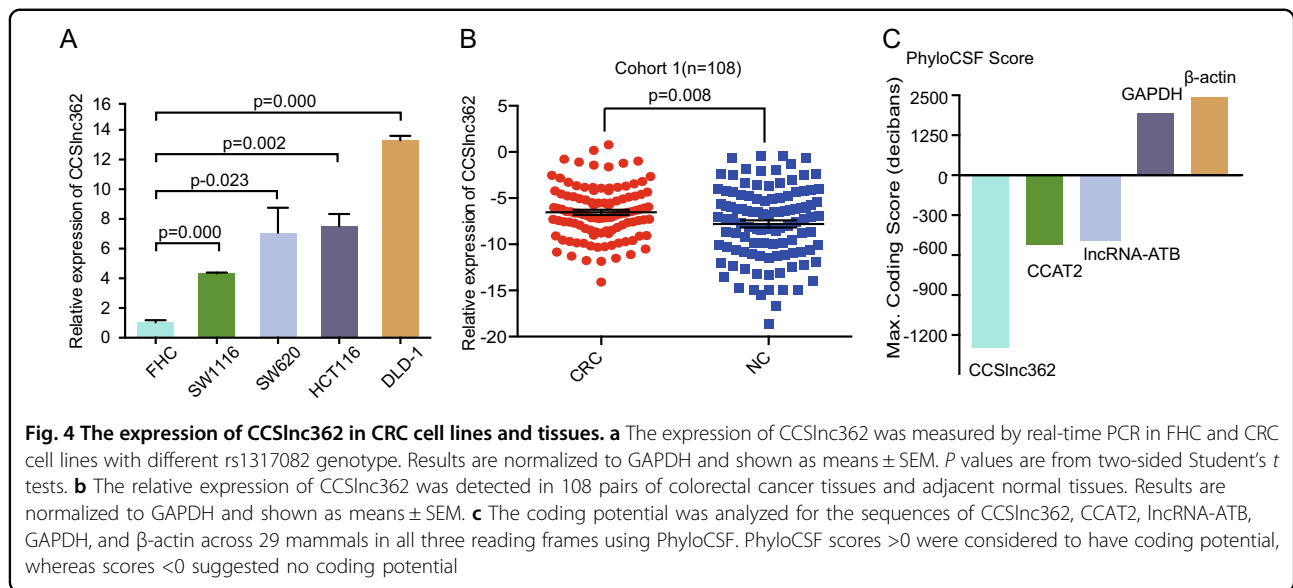 A
Relative expression of CCSlnc362
16
14
12
10
8
6
4
2
0
p=0.000
p=0.002
p-0.023
p=0.000
FHC
SW1116
SW620
HCT116
DLD-1
B
Cohort 1(n=108)
p=0.008
Relative expression of CCSlnc362
5
0
-5
-10
-15
-20
CRC
NC
C
PhyloCSF Score
Max. Coding Score (decibans)
2500
1250
0
-300
-600
-900
-1200
GAPDH
β-actin
CCAT2
lncRNA-ATB
CCSlnc362
Fig. 4 The expression of CCSlnc362 in CRC cell lines and tissues. a The expression of CCSlnc362 was measured by real-time PCR in FHC and CRC
cell lines with different rs1317082 genotype. Results are normalized to GAPDH and shown as means ± SEM. P values are from two-sided Student's t
tests. b The relative expression of CCSlnc362 was detected in 108 pairs of colorectal cancer tissues and adjacent normal tissues. Results are
normalized to GAPDH and shown as means ± SEM. c The coding potential was analyzed for the sequences of CCSlnc362, CCAT2, lncRNA-ATB,
GAPDH, and β-actin across 29 mammals in all three reading frames using PhyloCSF. PhyloCSF scores >0 were considered to have coding potential,
whereas scores <0 suggested no coding potential